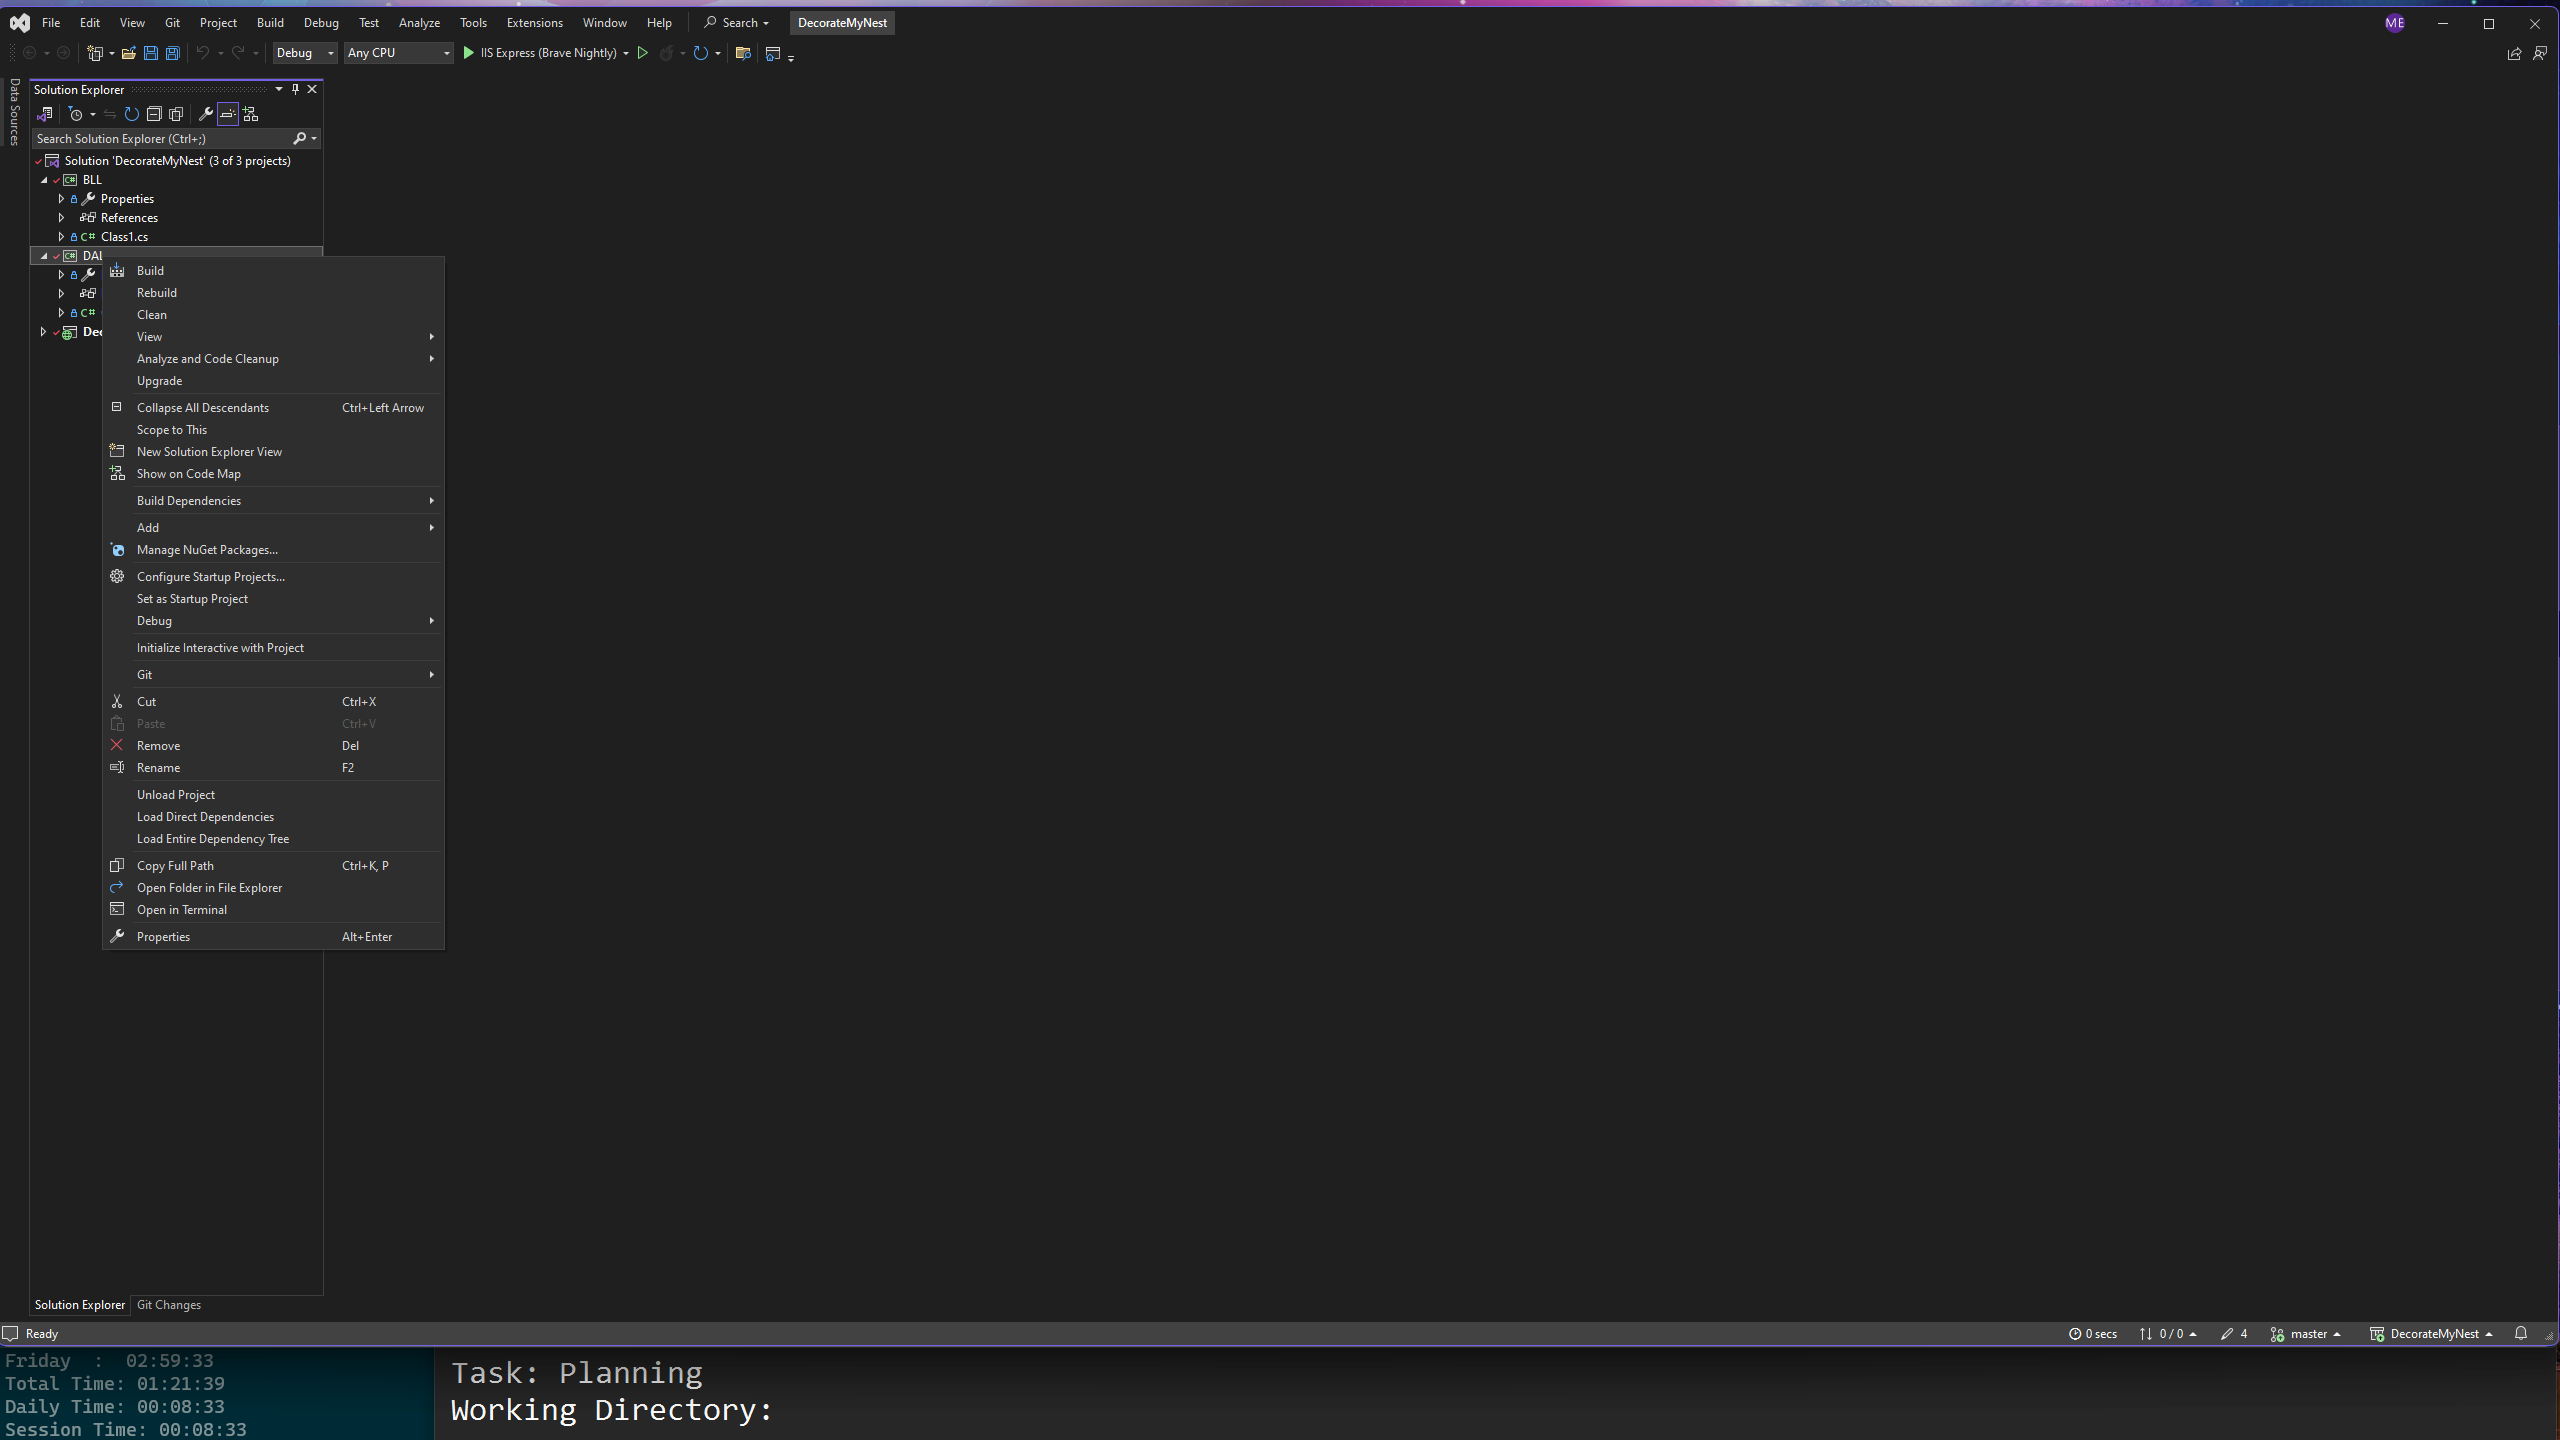 File Edit View Git Project Build Debug Test Analyze Tools Extensions Window Help Search DecorateMyNest ME
Debug Any CPU IIS Express (Brave Nightly)
Data Sources
Solution Explorer
Search Solution Explorer (Ctrl+;)
Solution 'DecorateMyNest' (3 of 3 projects)
C# BLL
Properties
References
C# Class1.cs
C# DAL
C#
Dec
Build
Rebuild
Clean
View
Analyze and Code Cleanup
Upgrade
Collapse All Descendants Ctrl+Left Arrow
Scope to This
New Solution Explorer View
Show on Code Map
Build Dependencies
Add
Manage NuGet Packages...
Configure Startup Projects...
Set as Startup Project
Debug
Initialize Interactive with Project
Git
Cut Ctrl+X
Paste Ctrl+V
Remove Del
Rename F2
Unload Project
Load Direct Dependencies
Load Entire Dependency Tree
Copy Full Path Ctrl+K, P
Open Folder in File Explorer
Open in Terminal
Properties Alt+Enter
Solution Explorer Git Changes
Ready 0 secs 0 / 0 4 master DecorateMyNest
Friday : 02:59:33
Total Time: 01:21:39
Daily Time: 00:08:33
Session Time: 00:08:33
Task: Planning
Working Directory: